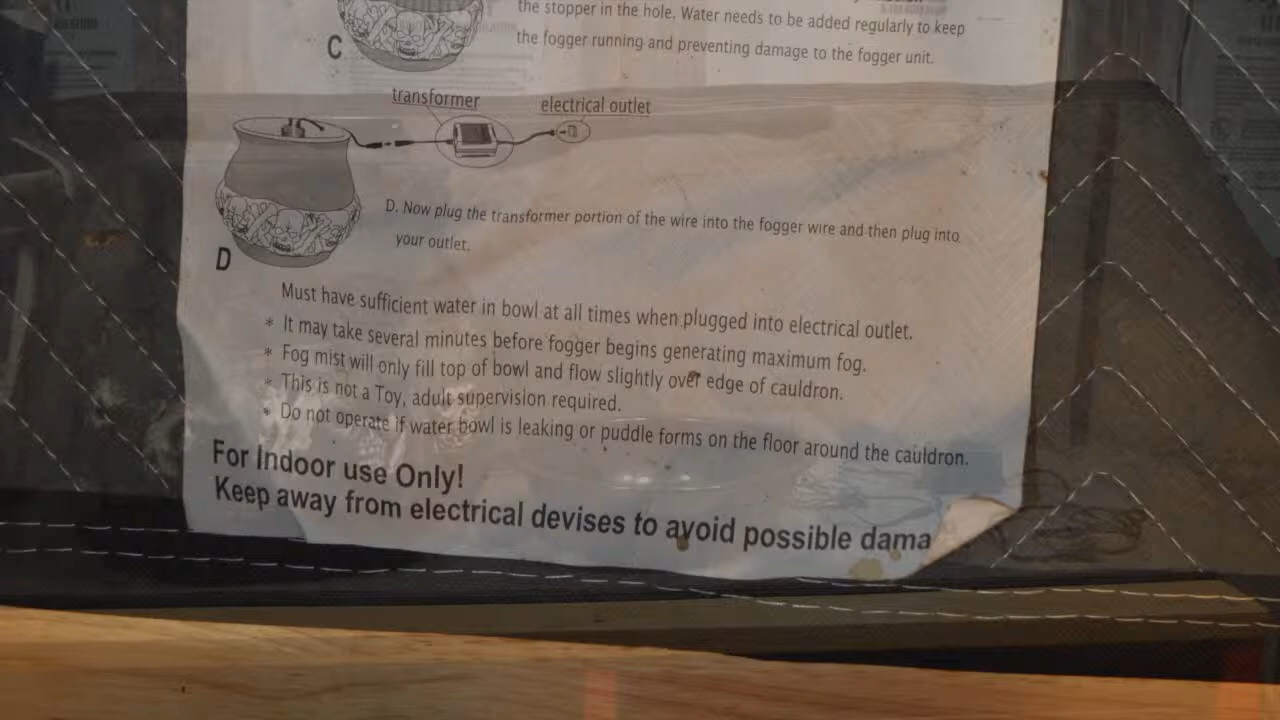 the stopper in the hole. Water needs to be added regularly to keep
C
the fogger running and preventing damage to the fogger unit.
transformer
electrical outlet
D. Now plug the transformer portion of the wire into the fogger wire and then plug into
your outlet.
D
Must have sufficient water in bowl at all times when plugged into electrical outlet.
* It may take several minutes before fogger begins generating maximum fog.
* Fog mist will only fill top of bowl and flow slightly over edge of cauldron.
* This is not a Toy, adult supervision required.
* Do not operate if water bowl is leaking or puddle forms on the floor around the cauldron.
For Indoor use Only!
Keep away from electrical devises to avoid possible dama